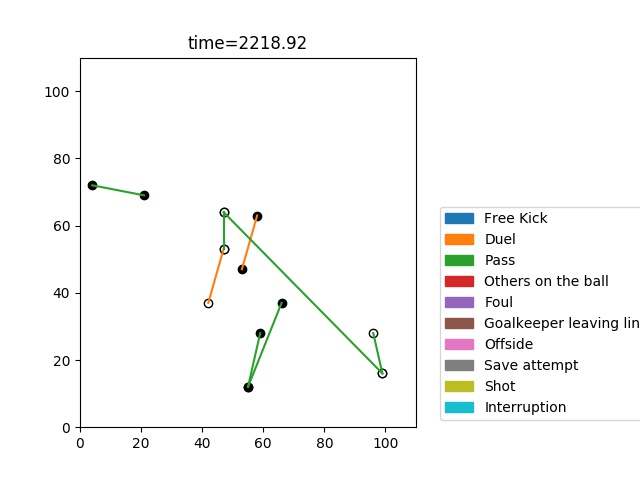 time=2218.92
100
80
60
40
20
0
0 20 40 60 80 100
Free Kick
Duel
Pass
Others on the ball
Foul
Goalkeeper leaving lin
Offside
Save attempt
Shot
Interruption